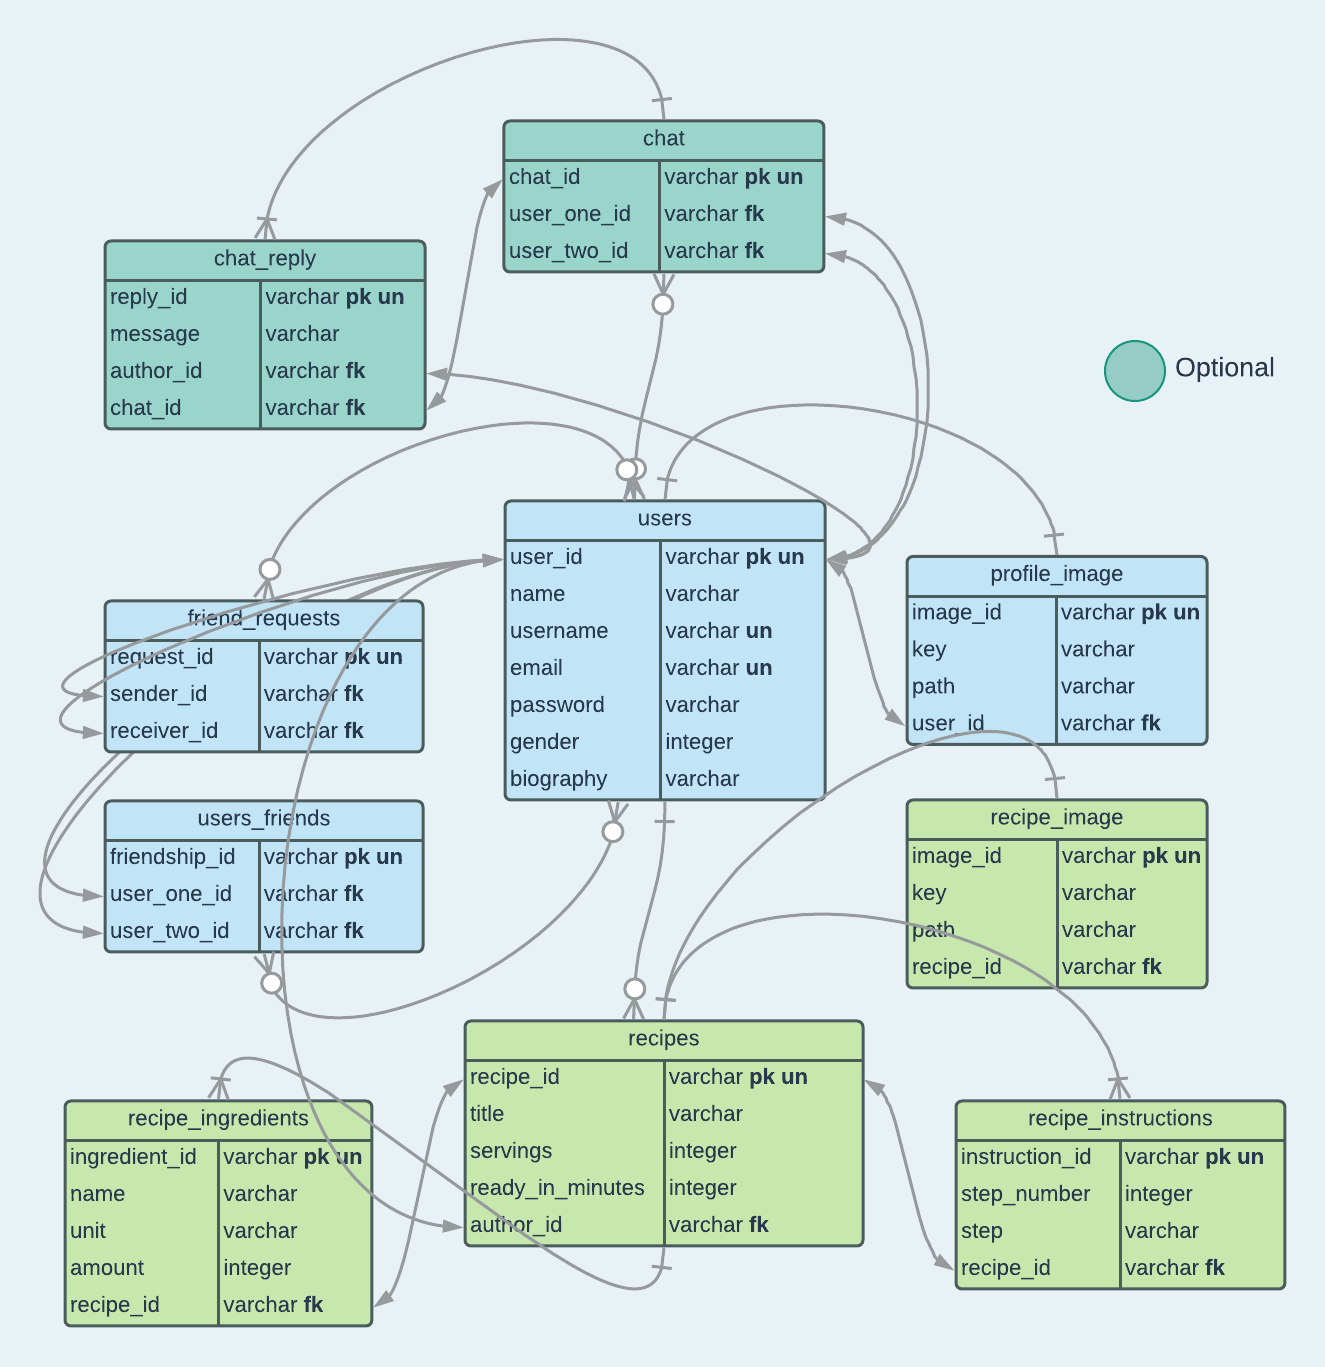 chat
chat_id varchar pk un
user_one_id varchar fk
user_two_id varchar fk
chat_reply
reply_id varchar pk un
message varchar
author_id varchar fk
chat_id varchar fk
Optional
users
user_id varchar pk un
name varchar
username varchar un
email varchar un
password varchar
gender integer
biography varchar
profile_image
image_id varchar pk un
key varchar
path varchar
user_id varchar fk
friend_requests
request_id varchar pk un
sender_id varchar fk
receiver_id varchar fk
users_friends
friendship_id varchar pk un
user_one_id varchar fk
user_two_id varchar fk
recipe_image
image_id varchar pk un
key varchar
path varchar
recipe_id varchar fk
recipes
recipe_id varchar pk un
title varchar
servings integer
ready_in_minutes integer
author_id varchar fk
recipe_ingredients
ingredient_id varchar pk un
name varchar
unit varchar
amount integer
recipe_id varchar fk
recipe_instructions
instruction_id varchar pk un
step_number integer
step varchar
recipe_id varchar fk